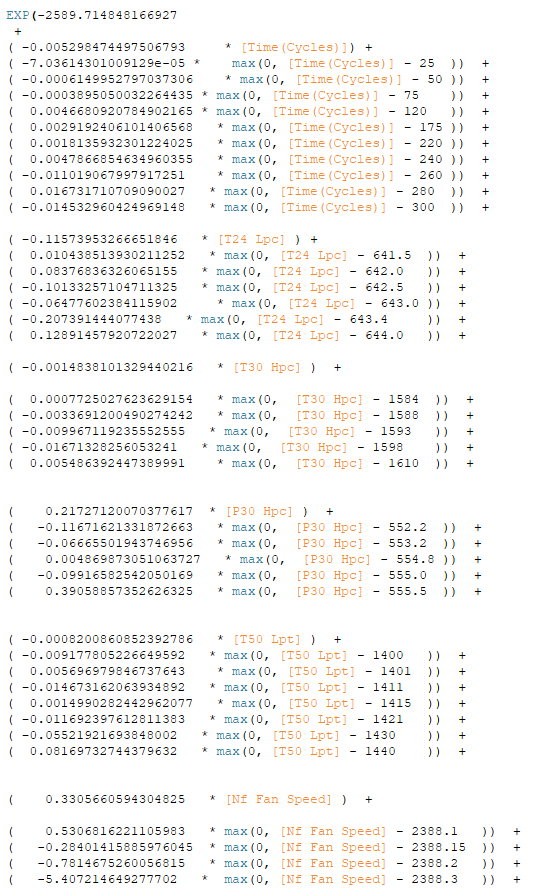 EXP(-2589.714848166927
+
( -0.005298474497506793 * [Time(Cycles)]) +
( -7.03614301009129e-05 * max(0, [Time(Cycles)] - 25 )) +
( -0.0006149952797037306 * max(0, [Time(Cycles)] - 50 )) +
( -0.0003895050032264435 * max(0, [Time(Cycles)] - 75 )) +
( 0.0046680920784902165 * max(0, [Time(Cycles)] - 120 )) +
( 0.0029192406101406568 * max(0, [Time(Cycles)] - 175 )) +
( 0.0018135932301224025 * max(0, [Time(Cycles)] - 220 )) +
( 0.0047866854634960355 * max(0, [Time(Cycles)] - 240 )) +
( -0.011019067997917251 * max(0, [Time(Cycles)] - 260 )) +
( 0.016731710709090027 * max(0, [Time(Cycles)] - 280 )) +
( -0.014532960424969148 * max(0, [Time(Cycles)] - 300 )) +
( -0.11573953266651846 * [T24 Lpc] ) +
( 0.010438513930211252 * max(0, [T24 Lpc] - 641.5 )) +
( 0.08376836326065155 * max(0, [T24 Lpc] - 642.0 )) +
( -0.10133257104711325 * max(0, [T24 Lpc] - 642.5 )) +
( -0.06477602384115902 * max(0, [T24 Lpc] - 643.0 )) +
( -0.207391444077438 * max(0, [T24 Lpc] - 643.4 )) +
( 0.12891457920722027 * max(0, [T24 Lpc] - 644.0 )) +
( -0.0014838101329440216 * [T30 Hpc] ) +
( 0.0007725027623629154 * max(0, [T30 Hpc] - 1584 )) +
( -0.0033691200490274242 * max(0, [T30 Hpc] - 1588 )) +
( -0.009967119235552555 * max(0, [T30 Hpc] - 1593 )) +
( -0.01671328256053241 * max(0, [T30 Hpc] - 1598 )) +
( 0.005486392447389991 * max(0, [T30 Hpc] - 1610 )) +
( 0.21727120070377617 * [P30 Hpc] ) +
( -0.11671621331872663 * max(0, [P30 Hpc] - 552.2 )) +
( -0.06665501943746956 * max(0, [P30 Hpc] - 553.2 )) +
( 0.004869873051063727 * max(0, [P30 Hpc] - 554.8 )) +
( -0.09916582542050169 * max(0, [P30 Hpc] - 555.0 )) +
( 0.39058857352626325 * max(0, [P30 Hpc] - 555.5 )) +
( -0.0008200860852392786 * [T50 Lpt] ) +
( -0.009177805226649592 * max(0, [T50 Lpt] - 1400 )) +
( 0.005696979846737643 * max(0, [T50 Lpt] - 1401 )) +
( -0.014673162063934892 * max(0, [T50 Lpt] - 1411 )) +
( 0.0014990282442962077 * max(0, [T50 Lpt] - 1415 )) +
( -0.011692397612811383 * max(0, [T50 Lpt] - 1421 )) +
( -0.05521921693848002 * max(0, [T50 Lpt] - 1430 )) +
( 0.08169732744379632 * max(0, [T50 Lpt] - 1440 )) +
( 0.3305660594304825 * [Nf Fan Speed] ) +
( 0.5306816221105983 * max(0, [Nf Fan Speed] - 2388.1 )) +
( -0.28401415885976045 * max(0, [Nf Fan Speed] - 2388.15 )) +
( -0.7814675260056815 * max(0, [Nf Fan Speed] - 2388.2 )) +
( -5.407214649277702 * max(0, [Nf Fan Speed] - 2388.3 )) +